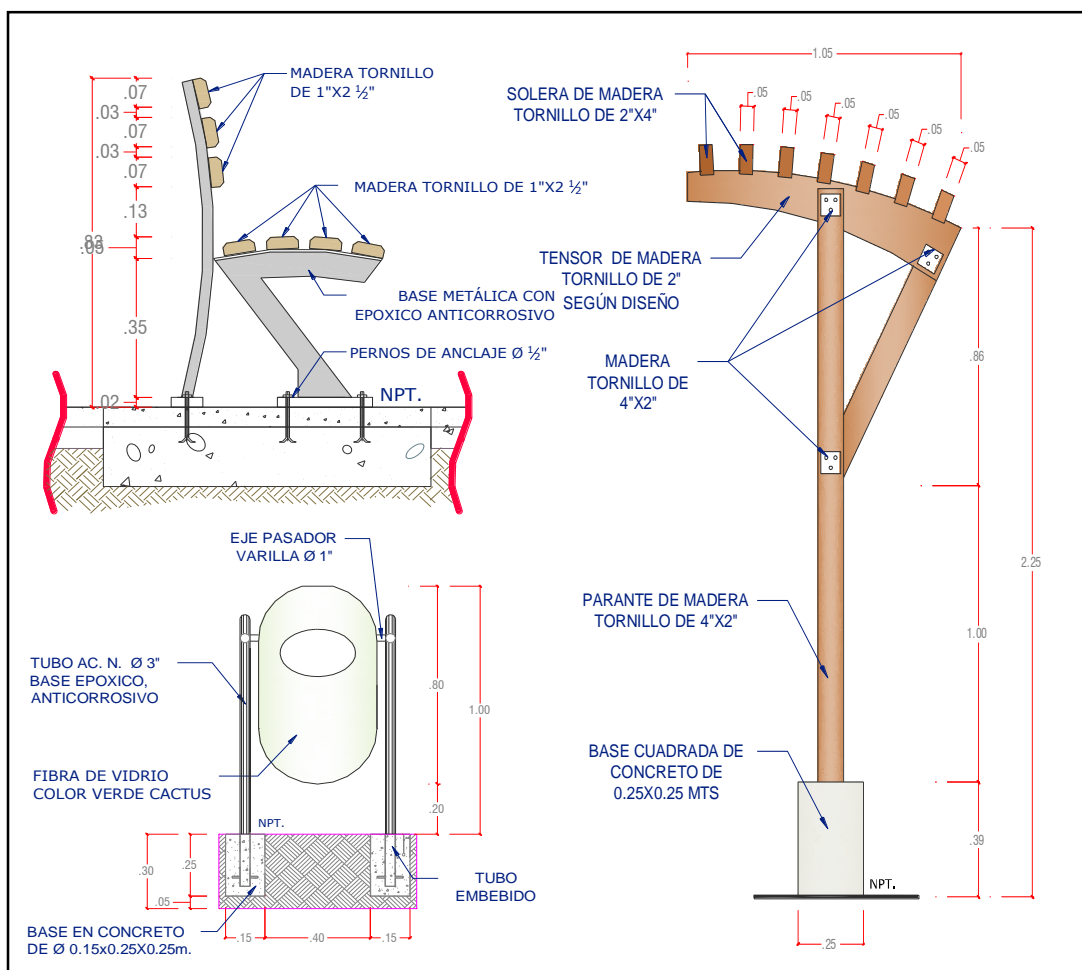 MADERA TORNILLO
DE 1"X2 ½"
.07
.03
.07
.03
.07
.13
.35
.02
MADERA TORNILLO DE 1"X2 ½"
BASE METÁLICA CON
EPOXICO ANTICORROSIVO
PERNOS DE ANCLAJE Ø ½"
NPT.
1.05
SOLERA DE MADERA
TORNILLO DE 2"X4"
.05
.05
.05
.05
.05
.05
TENSOR DE MADERA
TORNILLO DE 2"
SEGÚN DISEÑO
MADERA
TORNILLO DE
4"X2"
.86
2.25
1.00
PARANTE DE MADERA
TORNILLO DE 4"X2"
BASE CUADRADA DE
CONCRETO DE
0.25X0.25 MTS
.39
NPT.
.25
EJE PASADOR
VARILLA Ø 1"
TUBO AC. N. Ø 3"
BASE EPOXICO,
ANTICORROSIVO
.80
1.00
FIBRA DE VIDRIO
COLOR VERDE CACTUS
.20
NPT.
.30
.25
.05
TUBO
EMBEBIDO
BASE EN CONCRETO
DE Ø 0.15x0.25X0.25m.
.15
.40
.15